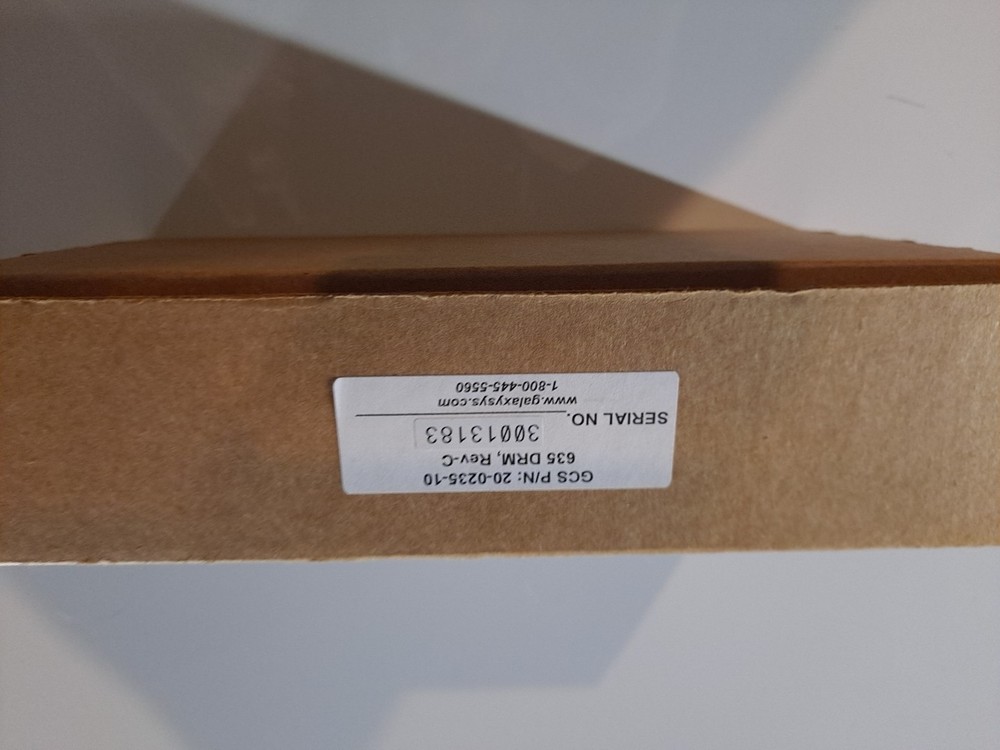 GCS P/N: 20-0235-10
635 DRM, Rev-C
30013183
SERIAL NO.
www.galaxysys.com
1-800-445-5560